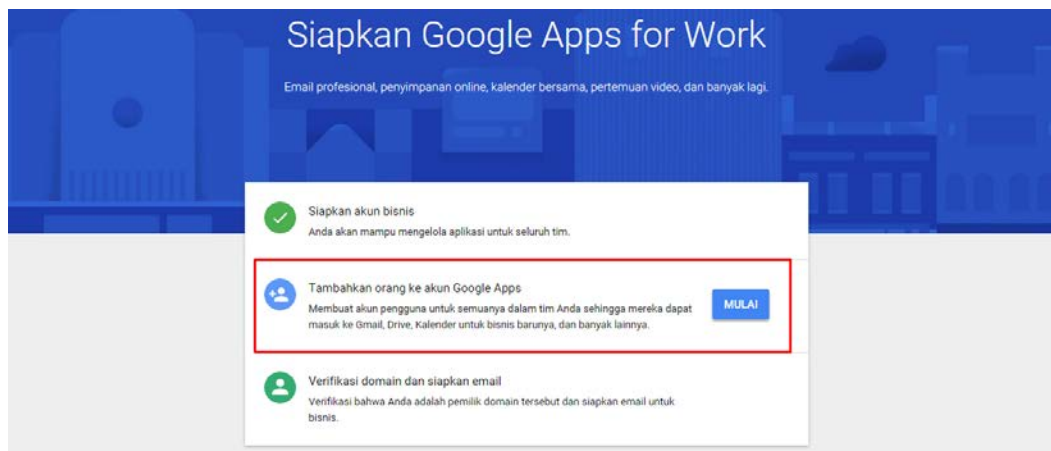 Siapkan Google Apps for Work
Email profesional, penyimpanan online, kalender bersama, pertemuan video, dan banyak lagi.
Siapkan akun bisnis
Anda akan mampu mengelola aplikasi untuk seluruh tim.
Tambahkan orang ke akun Google Apps
Membuat akun pengguna untuk semuanya dalam tim Anda sehingga mereka dapat
masuk ke Gmail, Drive, Kalender untuk bisnis barunya, dan banyak lainnya.
MULAI
Verifikasi domain dan siapkan email
Verifikasi bahwa Anda adalah pemilik domain tersebut dan siapkan email untuk
bisnis.